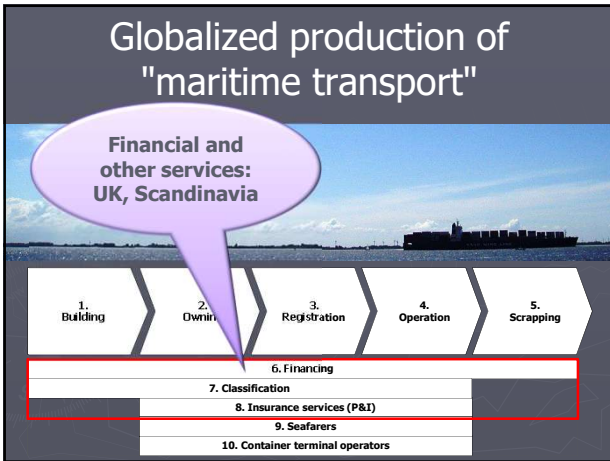 Globalized production of
"maritime transport"
Financial and
other services:
UK, Scandinavia
1.
Building
2.
Ownin
3.
Registration
4.
Operation
5.
Scrapping
6. Financing
7. Classification
8. Insurance services (P&I)
9. Seafarers
10. Container terminal operators